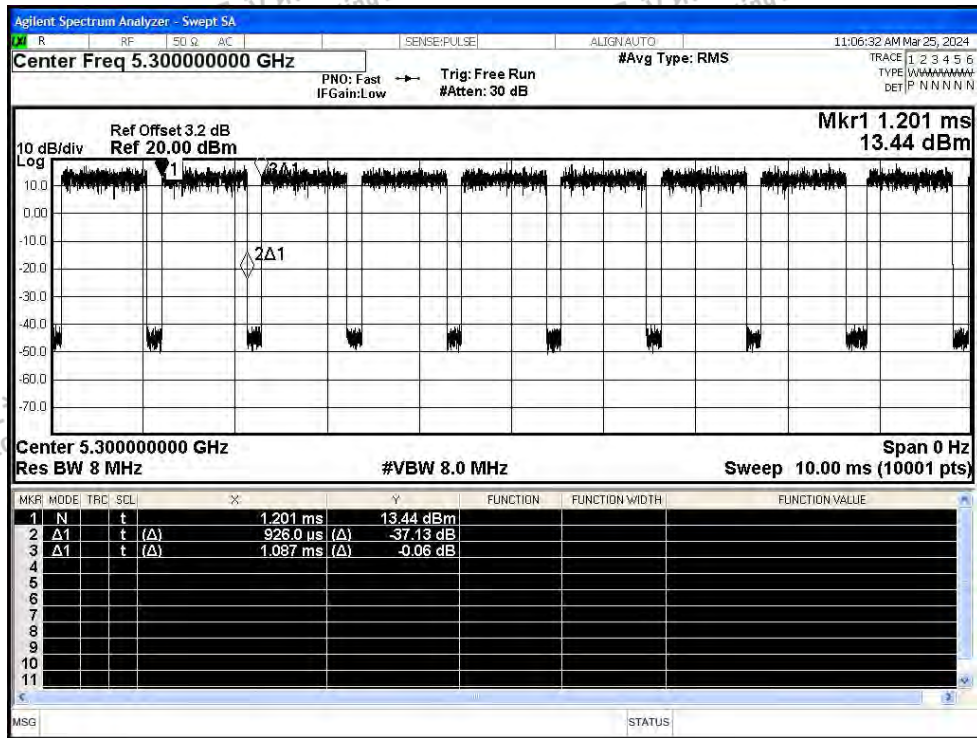 Agilent Spectrum Analyzer - Swept SA
LXI R RF 50 Ω AC SENSE:PULSE ALIGN AUTO 11:06:32 AM Mar 25, 2024
Center Freq 5.300000000 GHz #Avg Type: RMS TRACE 1 2 3 4 5 6
PNO: Fast Trig: Free Run TYPE WWWWWW
IFGain:Low #Atten: 30 dB DET P N N N N N
Mkr1 1.201 ms
Ref Offset 3.2 dB
10 dB/div Ref 20.00 dBm 13.44 dBm
Log
1 3Δ1
10.0
0.00
-10.0
2Δ1
-20.0
-30.0
-40.0
-50.0
-60.0
-70.0
Center 5.300000000 GHz Span 0 Hz
Res BW 8 MHz #VBW 8.0 MHz Sweep 10.00 ms (10001 pts)
MKR MODE TRC SCL X Y FUNCTION FUNCTION WIDTH FUNCTION VALUE
1 N t 1.201 ms 13.44 dBm
2 Δ1 t (Δ) 926.0 µs (Δ) -37.13 dB
3 Δ1 t (Δ) 1.087 ms (Δ) -0.06 dB
4
5
6
7
8
9
10
11
MSG STATUS